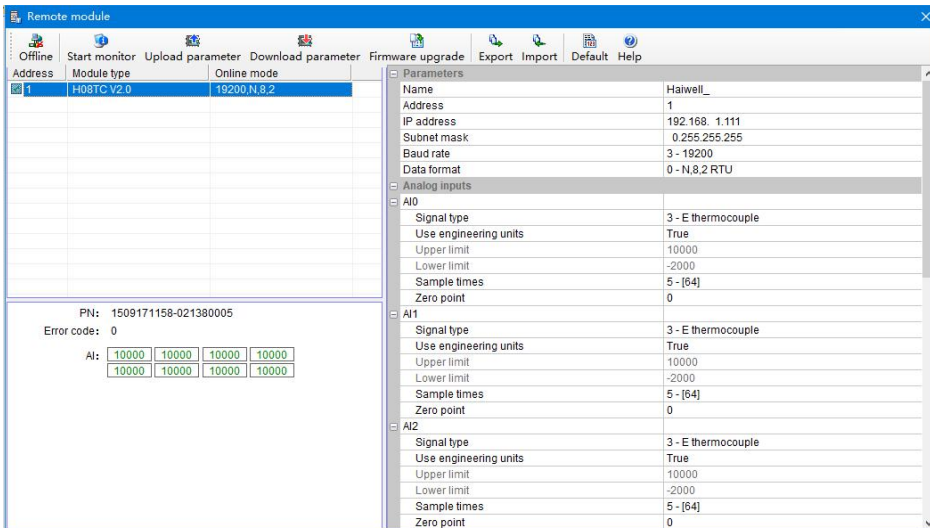 Remote module
Offline Start monitor Upload parameter Download parameter Firmware upgrade Export Import Default Help
Address Module type Online mode
1 H08TC V2.0 19200,N,8,2
PN: 1509171158-021380005
Error code: 0
AI: 10000 10000 10000 10000
10000 10000 10000 10000
Parameters
Name Haiwell_
Address 1
IP address 192.168. 1.111
Subnet mask 0.255.255.255
Baud rate 3 - 19200
Data format 0 - N,8,2 RTU
Analog inputs
AI0
Signal type 3 - E thermocouple
Use engineering units True
Upper limit 10000
Lower limit -2000
Sample times 5 - [64]
Zero point 0
AI1
Signal type 3 - E thermocouple
Use engineering units True
Upper limit 10000
Lower limit -2000
Sample times 5 - [64]
Zero point 0
AI2
Signal type 3 - E thermocouple
Use engineering units True
Upper limit 10000
Lower limit -2000
Sample times 5 - [64]
Zero point 0